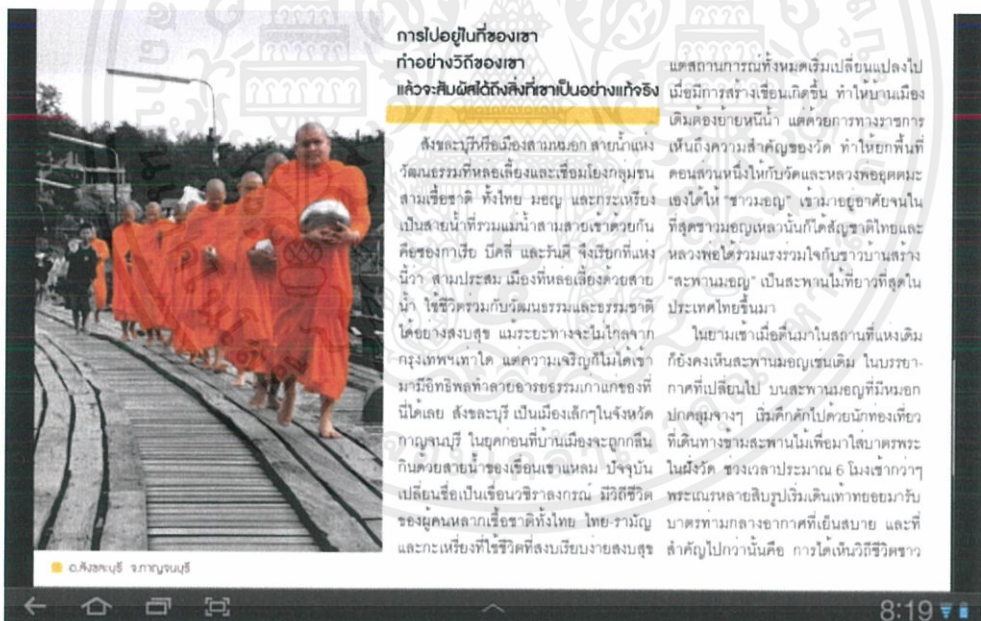 การไปอยู่ในที่ของเขา
ทำอย่างวิถีของเขา
แล้วจะสัมผัสได้ถึงสิ่งที่เขาเป็นอย่างแท้จริง
สังขละบุรีหรือเมืองสามหมอก สายน้ำแห่ง
วัฒนธรรมที่หล่อเลี้ยงและเชื่อมโยงกลุ่มชน
สามเชื้อชาติ ทั้งไทย มอญ และกระเหรี่ยง
เป็นสายน้ำที่รวมแม่น้ำสามสายเข้าด้วยกัน
คือซองกาเรีย บีคลี่ และรันตี จึงเรียกที่แห่ง
นี้ว่า สามประสบ เมืองที่หล่อเลี้ยงด้วยสาย
น้ำ ใช้ชีวิตรวมกับวัฒนธรรมและธรรมชาติ
ได้อย่างสงบสุข แม้ระยะทางจะไม่ไกลจาก
กรุงเทพฯเท่าใด แต่ความเจริญก็ไม่ได้เข้า
มามีอิทธิพลทำลายอารยธรรมเก่าแก่ของที่
นี่ได้เลย สังขละบุรี เป็นเมืองเล็กๆในจังหวัด
กาญจนบุรี ในยุคก่อนที่บ้านเมืองจะถูกกลืน
กินด้วยสายน้ำของเขื่อนเขาแหลม ปัจจุบัน
เปลี่ยนชื่อเป็นเขื่อนวชิราลงกรณ์ มีวิถีชีวิต
ของผู้คนหลากเชื้อชาติทั้งไทย ไทย-รามัญ
และกะเหรี่ยงที่ใช้ชีวิตที่สงบเรียบง่ายสงบสุข
แต่สถานการณ์ทั้งหมดเริ่มเปลี่ยนแปลงไป
เมื่อมีการสร้างเขื่อนเกิดขึ้น ทำให้บ้านเมือง
เดิมต้องย้ายหนีน้ำ แต่ด้วยการทางราชการ
เห็นถึงความสำคัญของวัด ทำให้ยกพื้นที่
ดอนส่วนหนึ่งให้กับวัดและหลวงพ่ออุตตมะ
เองได้ให้ "ชาวมอญ" เข้ามาอยู่อาศัยจนใน
ที่สุดชาวมอญเหล่านั้นก็ได้สัญชาติไทยและ
หลวงพ่อได้ร่วมแรงร่วมใจกับชาวบ้านสร้าง
"สะพานมอญ" เป็นสะพานไม้ที่ยาวที่สุดใน
ประเทศไทยขึ้นมา
ในยามเช้าเมื่อตื่นมาในสถานที่แห่งเดิม
ก็ยังคงเห็นสะพานมอญเช่นเดิม ในบรรยา-
กาศที่เปลี่ยนไป บนสะพานมอญที่มีหมอก
ปกคลุมจางๆ เริ่มคึกคักไปด้วยนักท่องเที่ยว
ที่เดินทางข้ามสะพานไม้เพื่อมาใส่บาตรพระ
ในฝั่งวัด ช่วงเวลาประมาณ 6 โมงเช้ากว่าๆ
พระเณรหลายสิบรูปเริ่มเดินเท้าทยอยมารับ
บาตรท่ามกลางอากาศที่เย็นสบาย และที่
สำคัญไปกว่านั้นคือ การได้เห็นวิถีชีวิตชาว
อ.สังขละบุรี จ.กาญจนบุรี
8:19